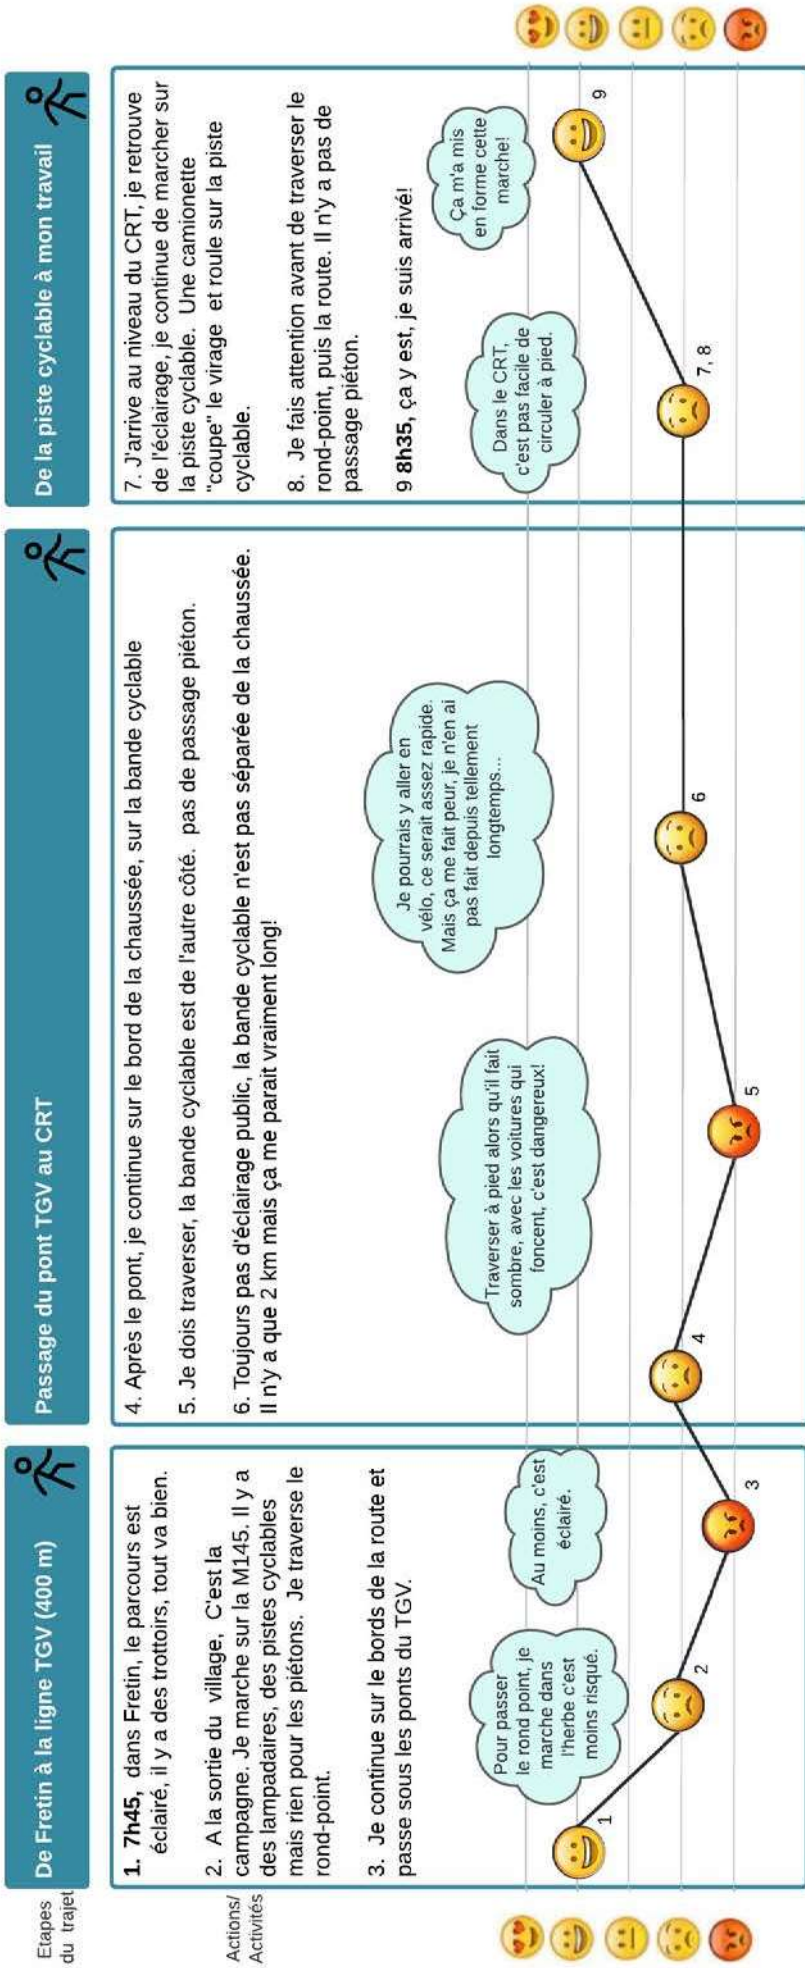 Etapes
du trajet
De Fretin à la ligne TGV (400 m)
Passage du pont TGV au CRT
De la piste cyclable à mon travail
Actions/
Activités
1. 7h45, dans Fretin, le parcours est
éclairé, il y a des trottoirs, tout va bien.
2. A la sortie du village, C'est la
campagne. Je marche sur la M145. Il y a
des lampadaires, des pistes cyclables
mais rien pour les piétons. Je traverse le
rond-point.
3. Je continue sur le bords de la route et
passe sous les ponts du TGV.
Pour passer
le rond point, je
marche dans
l'herbe c'est
moins risqué.
Au moins, c'est
éclairé.
1
2
3
4. Après le pont, je continue sur le bord de la chaussée, sur la bande cyclable
5. Je dois traverser, la bande cyclable est de l'autre côté. pas de passage piéton.
6. Toujours pas d'éclairage public, la bande cyclable n'est pas séparée de la chaussée.
Il n'y a que 2 km mais ça me parait vraiment long!
Traverser à pied alors qu'il fait
sombre, avec les voitures qui
foncent, c'est dangereux!
Je pourrais y aller en
vélo, ce serait assez rapide.
Mais ça me fait peur, je n'en ai
pas fait depuis tellement
longtemps...
4
5
6
7. J'arrive au niveau du CRT, je retrouve
de l'éclairage, je continue de marcher sur
la piste cyclable. Une camionette
"coupe" le virage et roule sur la piste
cyclable.
8. Je fais attention avant de traverser le
rond-point, puis la route. Il n'y a pas de
passage piéton.
9 8h35, ça y est, je suis arrivé!
Dans le CRT,
c'est pas facile de
circuler à pied.
Ça m'a mis
en forme cette
marche!
7, 8
9